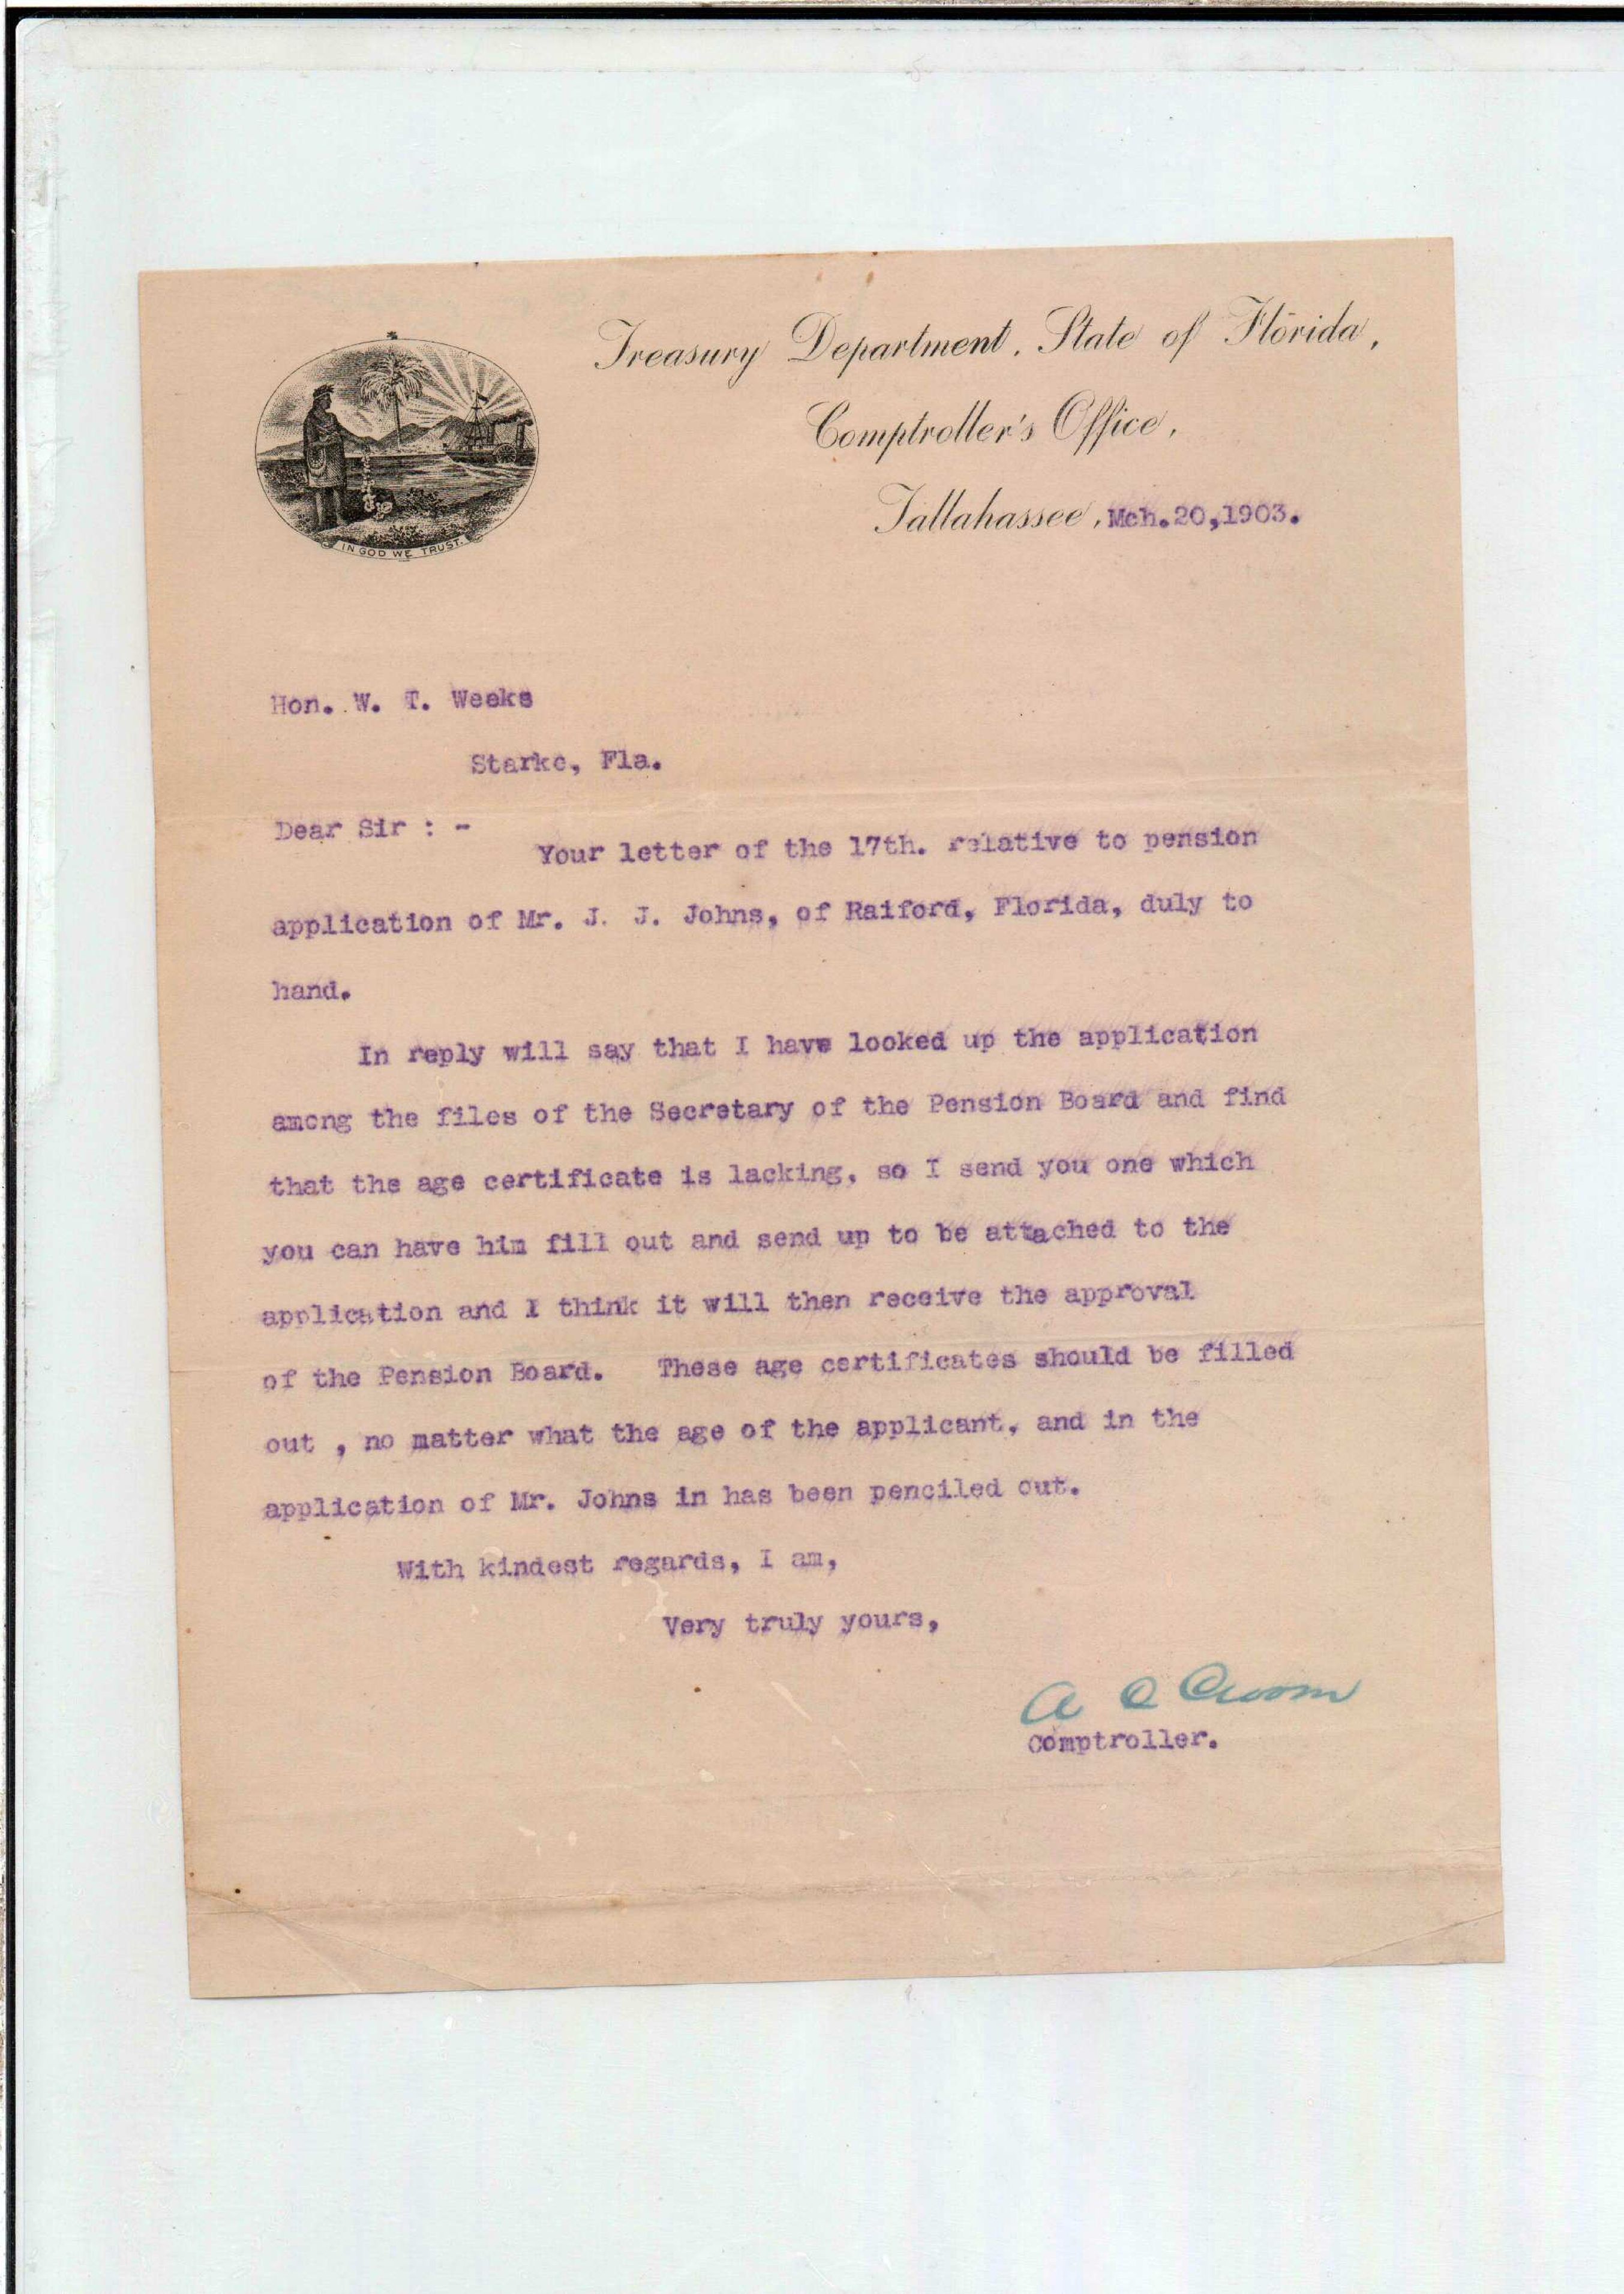 Treasury Department, State of Florida,
Comptroller's Office,
Tallahassee, Mch.20,1903.
IN GOD WE TRUST.
Hon. W. T. Weeks
Starke, Fla.
Dear Sir : -
Your letter of the 17th. relative to pension
application of Mr. J. J. Johns, of Raiford, Florida, duly to
hand.
In reply will say that I have looked up the application
among the files of the Secretary of the Pension Board and find
that the age certificate is lacking, so I send you one which
you can have him fill out and send up to be attached to the
application and I think it will then receive the approval
of the Pension Board. These age certificates should be filled
out , no matter what the age of the applicant, and in the
application of Mr. Johns in has been penciled out.
With kindest regards, I am,
Very truly yours,
A C Croom
Comptroller.